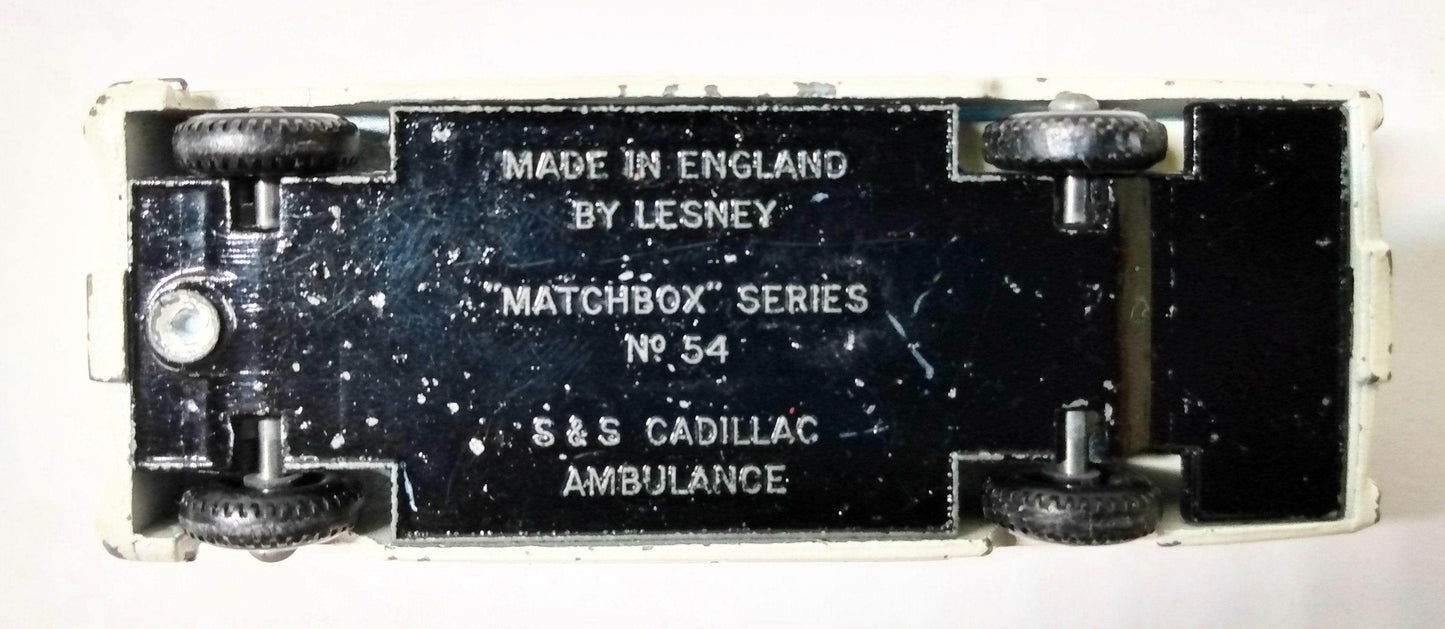 MADE IN ENGLAND
BY LESNEY
"MATCHBOX" SERIES
Nº 54
S & S CADILLAC
AMBULANCE